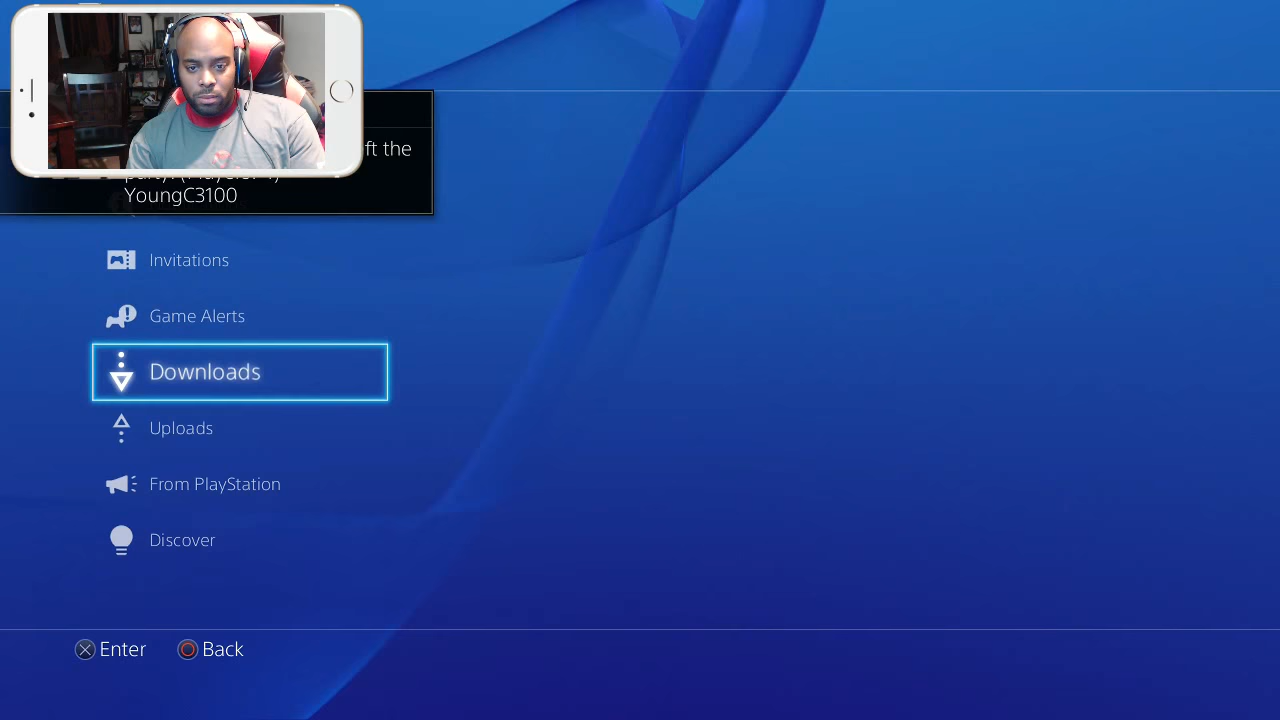 ft the
YoungC3100
Invitations
Game Alerts
Downloads
Uploads
From PlayStation
Discover
Enter
Back